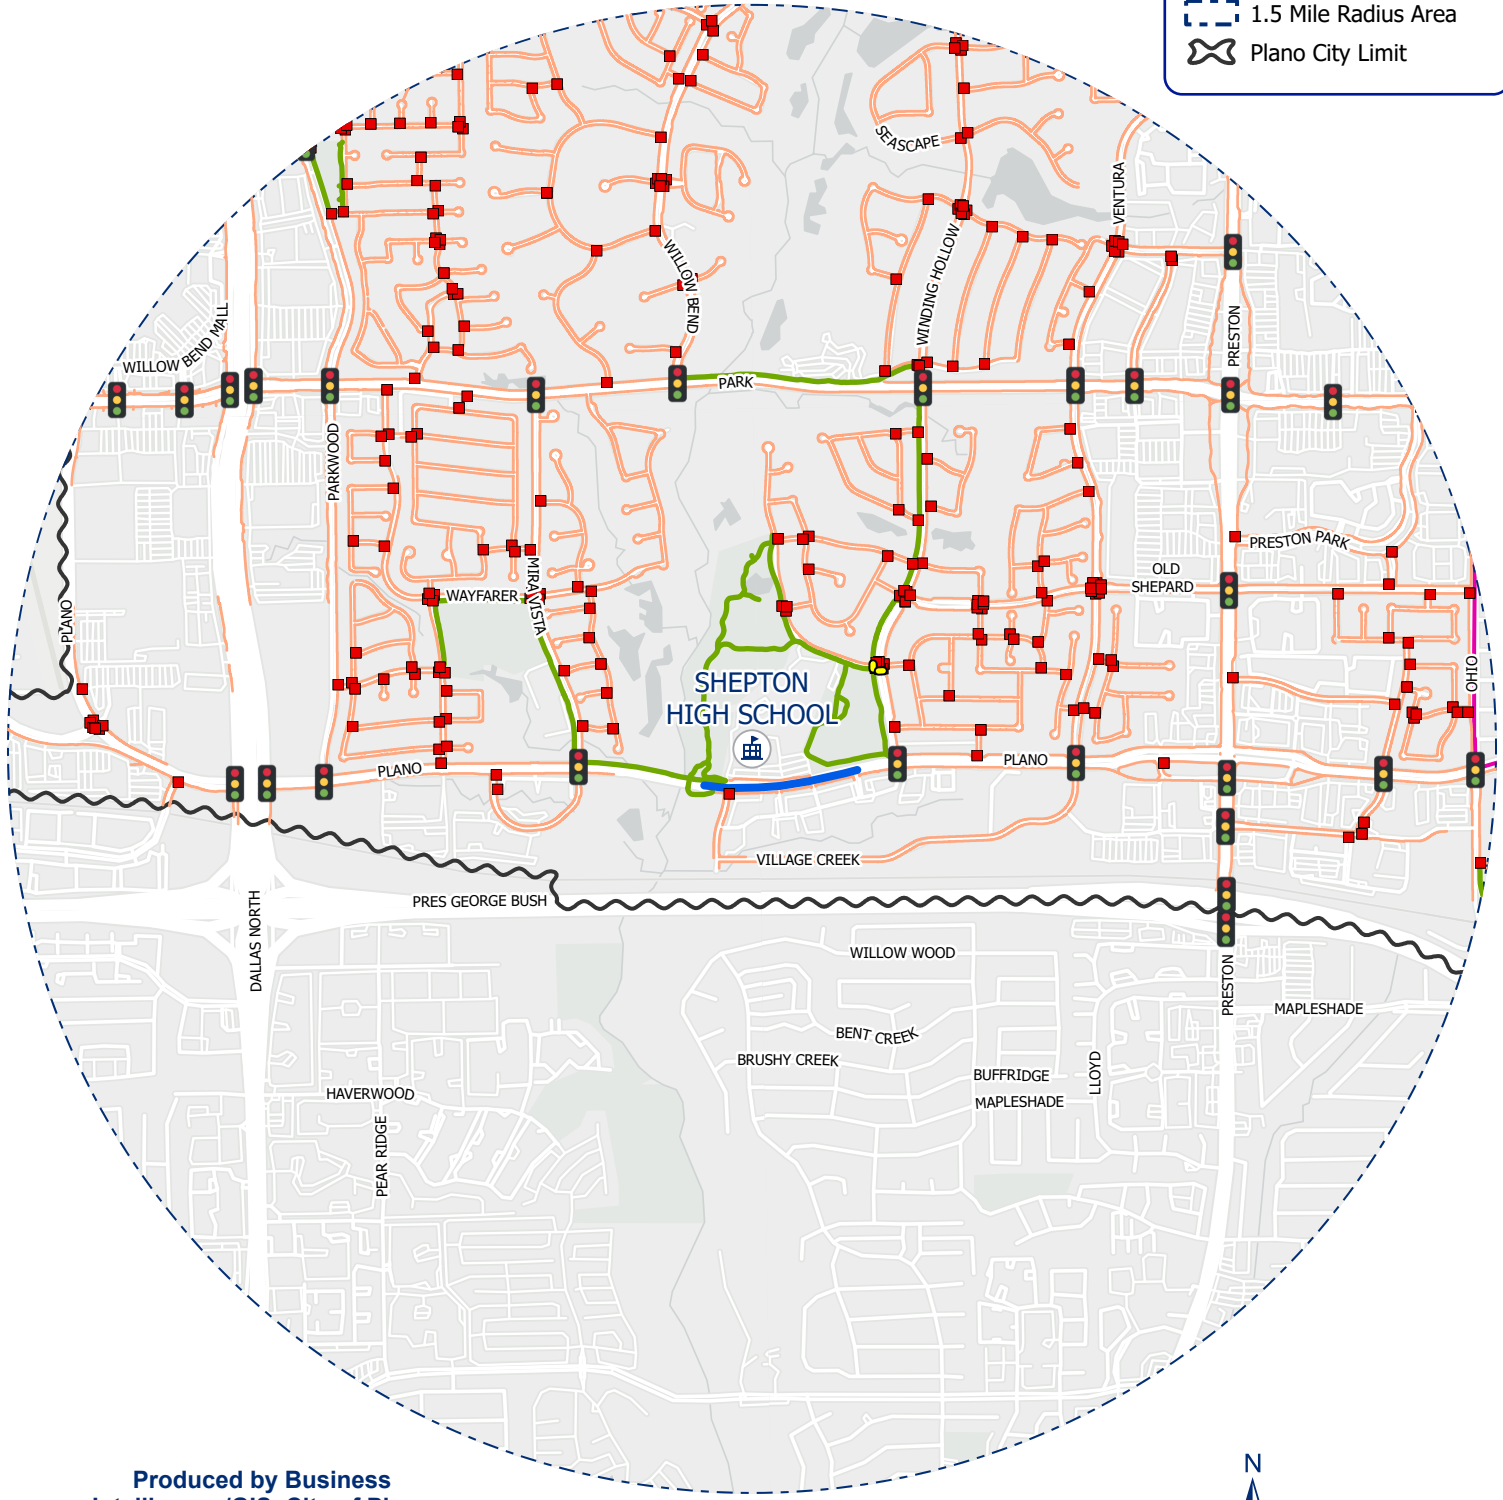 1.5 Mile Radius Area
Plano City Limit
SEASCAPE
VENTURA
WILLOW BEND
WINDING HOLLOW
WILLOW BEND MALL
PRESTON
PARK
PARKWOOD
PRESTON PARK
OLD
SHEPARD
WAYFARER
MIRA VISTA
PLANO
OHIO
SHEPTON
HIGH SCHOOL
PLANO
PLANO
VILLAGE CREEK
PRES GEORGE BUSH
DALLAS NORTH
WILLOW WOOD
PRESTON
MAPLESHADE
BENT CREEK
BRUSHY CREEK
BUFFRIDGE
LLOYD
HAVERWOOD
MAPLESHADE
PEAR RIDGE
N
Produced by Business